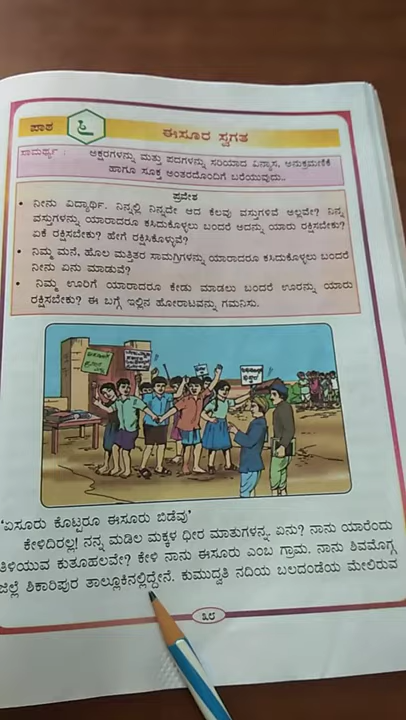 ಪಾಠ ೬ ಈಸೂರ ಸ್ವಗತ
ಸಾಮರ್ಥ್ಯ : ಅಕ್ಷರಗಳನ್ನು ಮತ್ತು ಪದಗಳನ್ನು ಸರಿಯಾದ ವಿನ್ಯಾಸ, ಅನುಕ್ರಮಣಿಕೆ
ಹಾಗೂ ಸೂಕ್ತ ಅಂತರದೊಂದಿಗೆ ಬರೆಯುವುದು..
ಪ್ರವೇಶ
• ನೀನು ವಿದ್ಯಾರ್ಥಿ. ನಿನ್ನಲ್ಲಿ ನಿನ್ನದೇ ಆದ ಕೆಲವು ವಸ್ತುಗಳಿವೆ ಅಲ್ಲವೇ? ನಿನ್ನ
ವಸ್ತುಗಳನ್ನು ಯಾರಾದರೂ ಕಸಿದುಕೊಳ್ಳಲು ಬಂದರೆ ಅದನ್ನು ಯಾರು ರಕ್ಷಿಸಬೇಕು?
ಏಕೆ ರಕ್ಷಿಸಬೇಕು? ಹೇಗೆ ರಕ್ಷಿಸಿಕೊಳ್ಳುವೆ?
• ನಿಮ್ಮ ಮನೆ, ಹೊಲ ಮತ್ತಿತರ ಸಾಮಗ್ರಿಗಳನ್ನು ಯಾರಾದರೂ ಕಸಿದುಕೊಳ್ಳಲು ಬಂದರೆ
ನೀನು ಏನು ಮಾಡುವೆ?
• ನಿಮ್ಮ ಊರಿಗೆ ಯಾರಾದರೂ ಕೇಡು ಮಾಡಲು ಬಂದರೆ ಊರನ್ನು ಯಾರು
ರಕ್ಷಿಸಬೇಕು? ಈ ಬಗ್ಗೆ ಇಲ್ಲಿನ ಹೋರಾಟವನ್ನು ಗಮನಿಸು.
‘ಏಸೂರು ಕೊಟ್ಟರೂ ಈಸೂರು ಬಿಡೆವು’
ಕೇಳಿದಿರಲ್ಲ! ನನ್ನ ಮಡಿಲ ಮಕ್ಕಳ ಧೀರ ಮಾತುಗಳನ್ನ. ಏನು? ನಾನು ಯಾರೆಂದು
ತಿಳಿಯುವ ಕುತೂಹಲವೇ? ಕೇಳಿ ನಾನು ಈಸೂರು ಎಂಬ ಗ್ರಾಮ. ನಾನು ಶಿವಮೊಗ್ಗ
ಜಿಲ್ಲೆ ಶಿಕಾರಿಪುರ ತಾಲ್ಲೂಕಿನಲ್ಲಿದ್ದೇನೆ. ಕುಮುದ್ವತಿ ನದಿಯ ಬಲದಂಡೆಯ ಮೇಲಿರುವ
೩೮